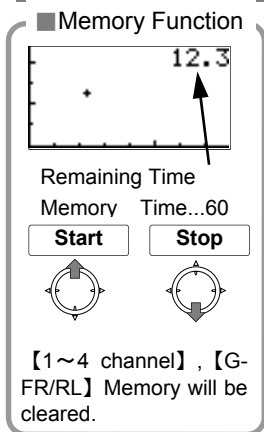 ■Memory Function
12.3
Remaining Time
Memory Time...60
Start Stop
【1～4 channel】,【G-
FR/RL】Memory will be
cleared.